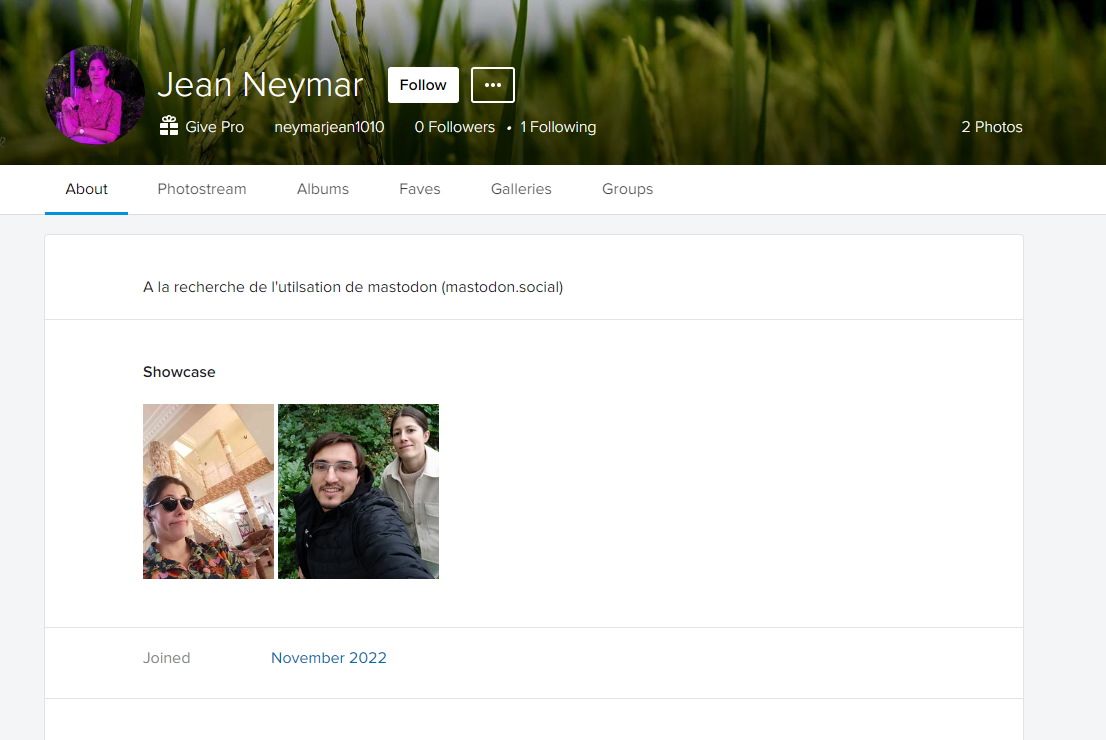 Jean Neymar
Follow
Give Pro neymarjean1010 0 Followers • 1 Following 2 Photos
About Photostream Albums Faves Galleries Groups
A la recherche de l'utilsation de mastodon (mastodon.social)
Showcase
Joined November 2022